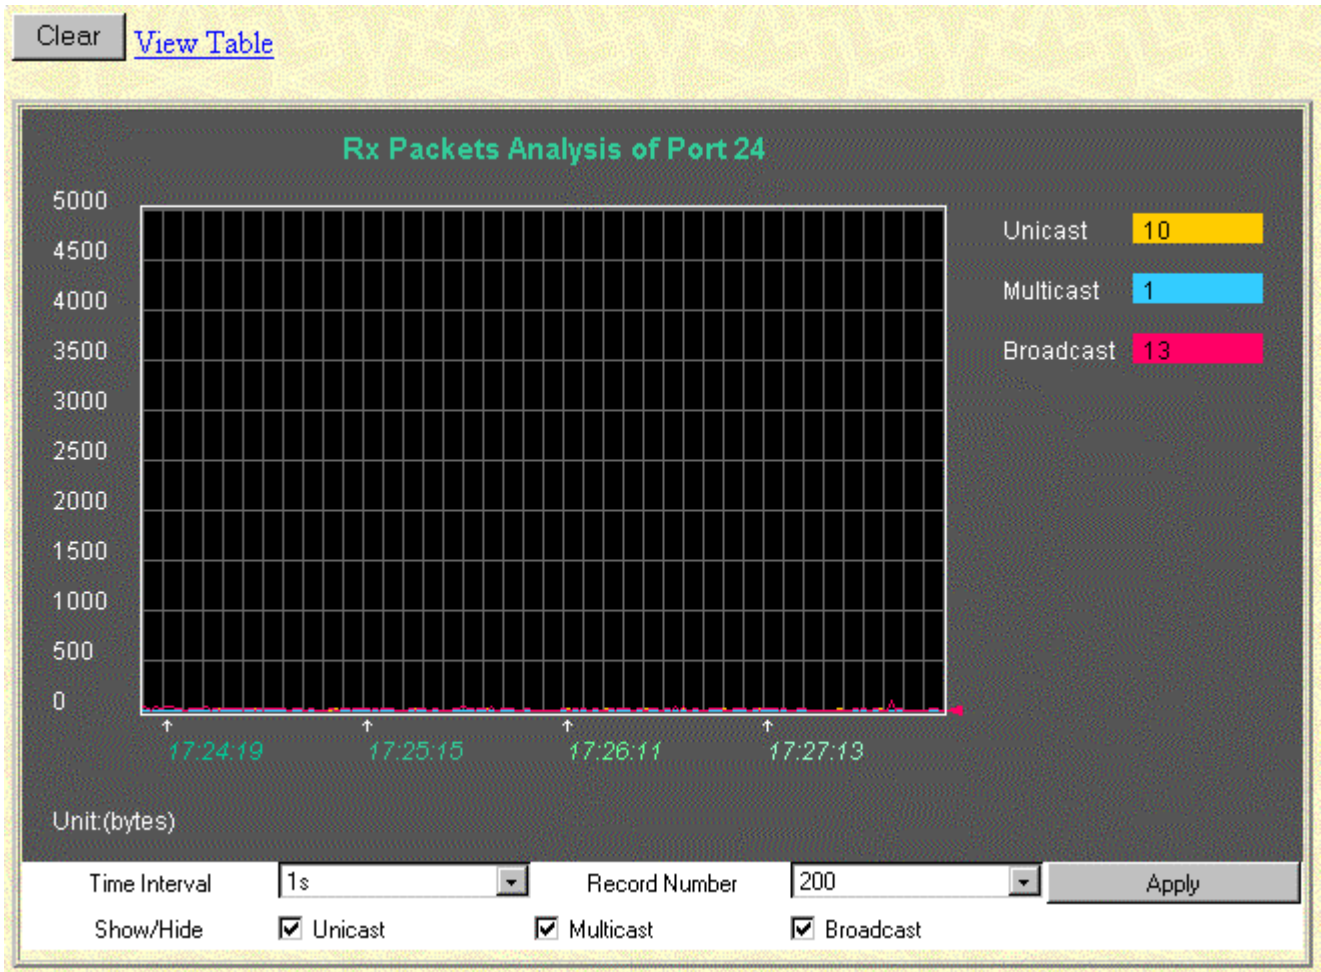 Clear View Table
Rx Packets Analysis of Port 24
5000
4500
4000
3500
3000
2500
2000
1500
1000
500
0
Unicast 10
Multicast 1
Broadcast 13
17:24:19 17:25:15 17:26:11 17:27:13
Unit:(bytes)
Time Interval 1s Record Number 200 Apply
Show/Hide Unicast Multicast Broadcast